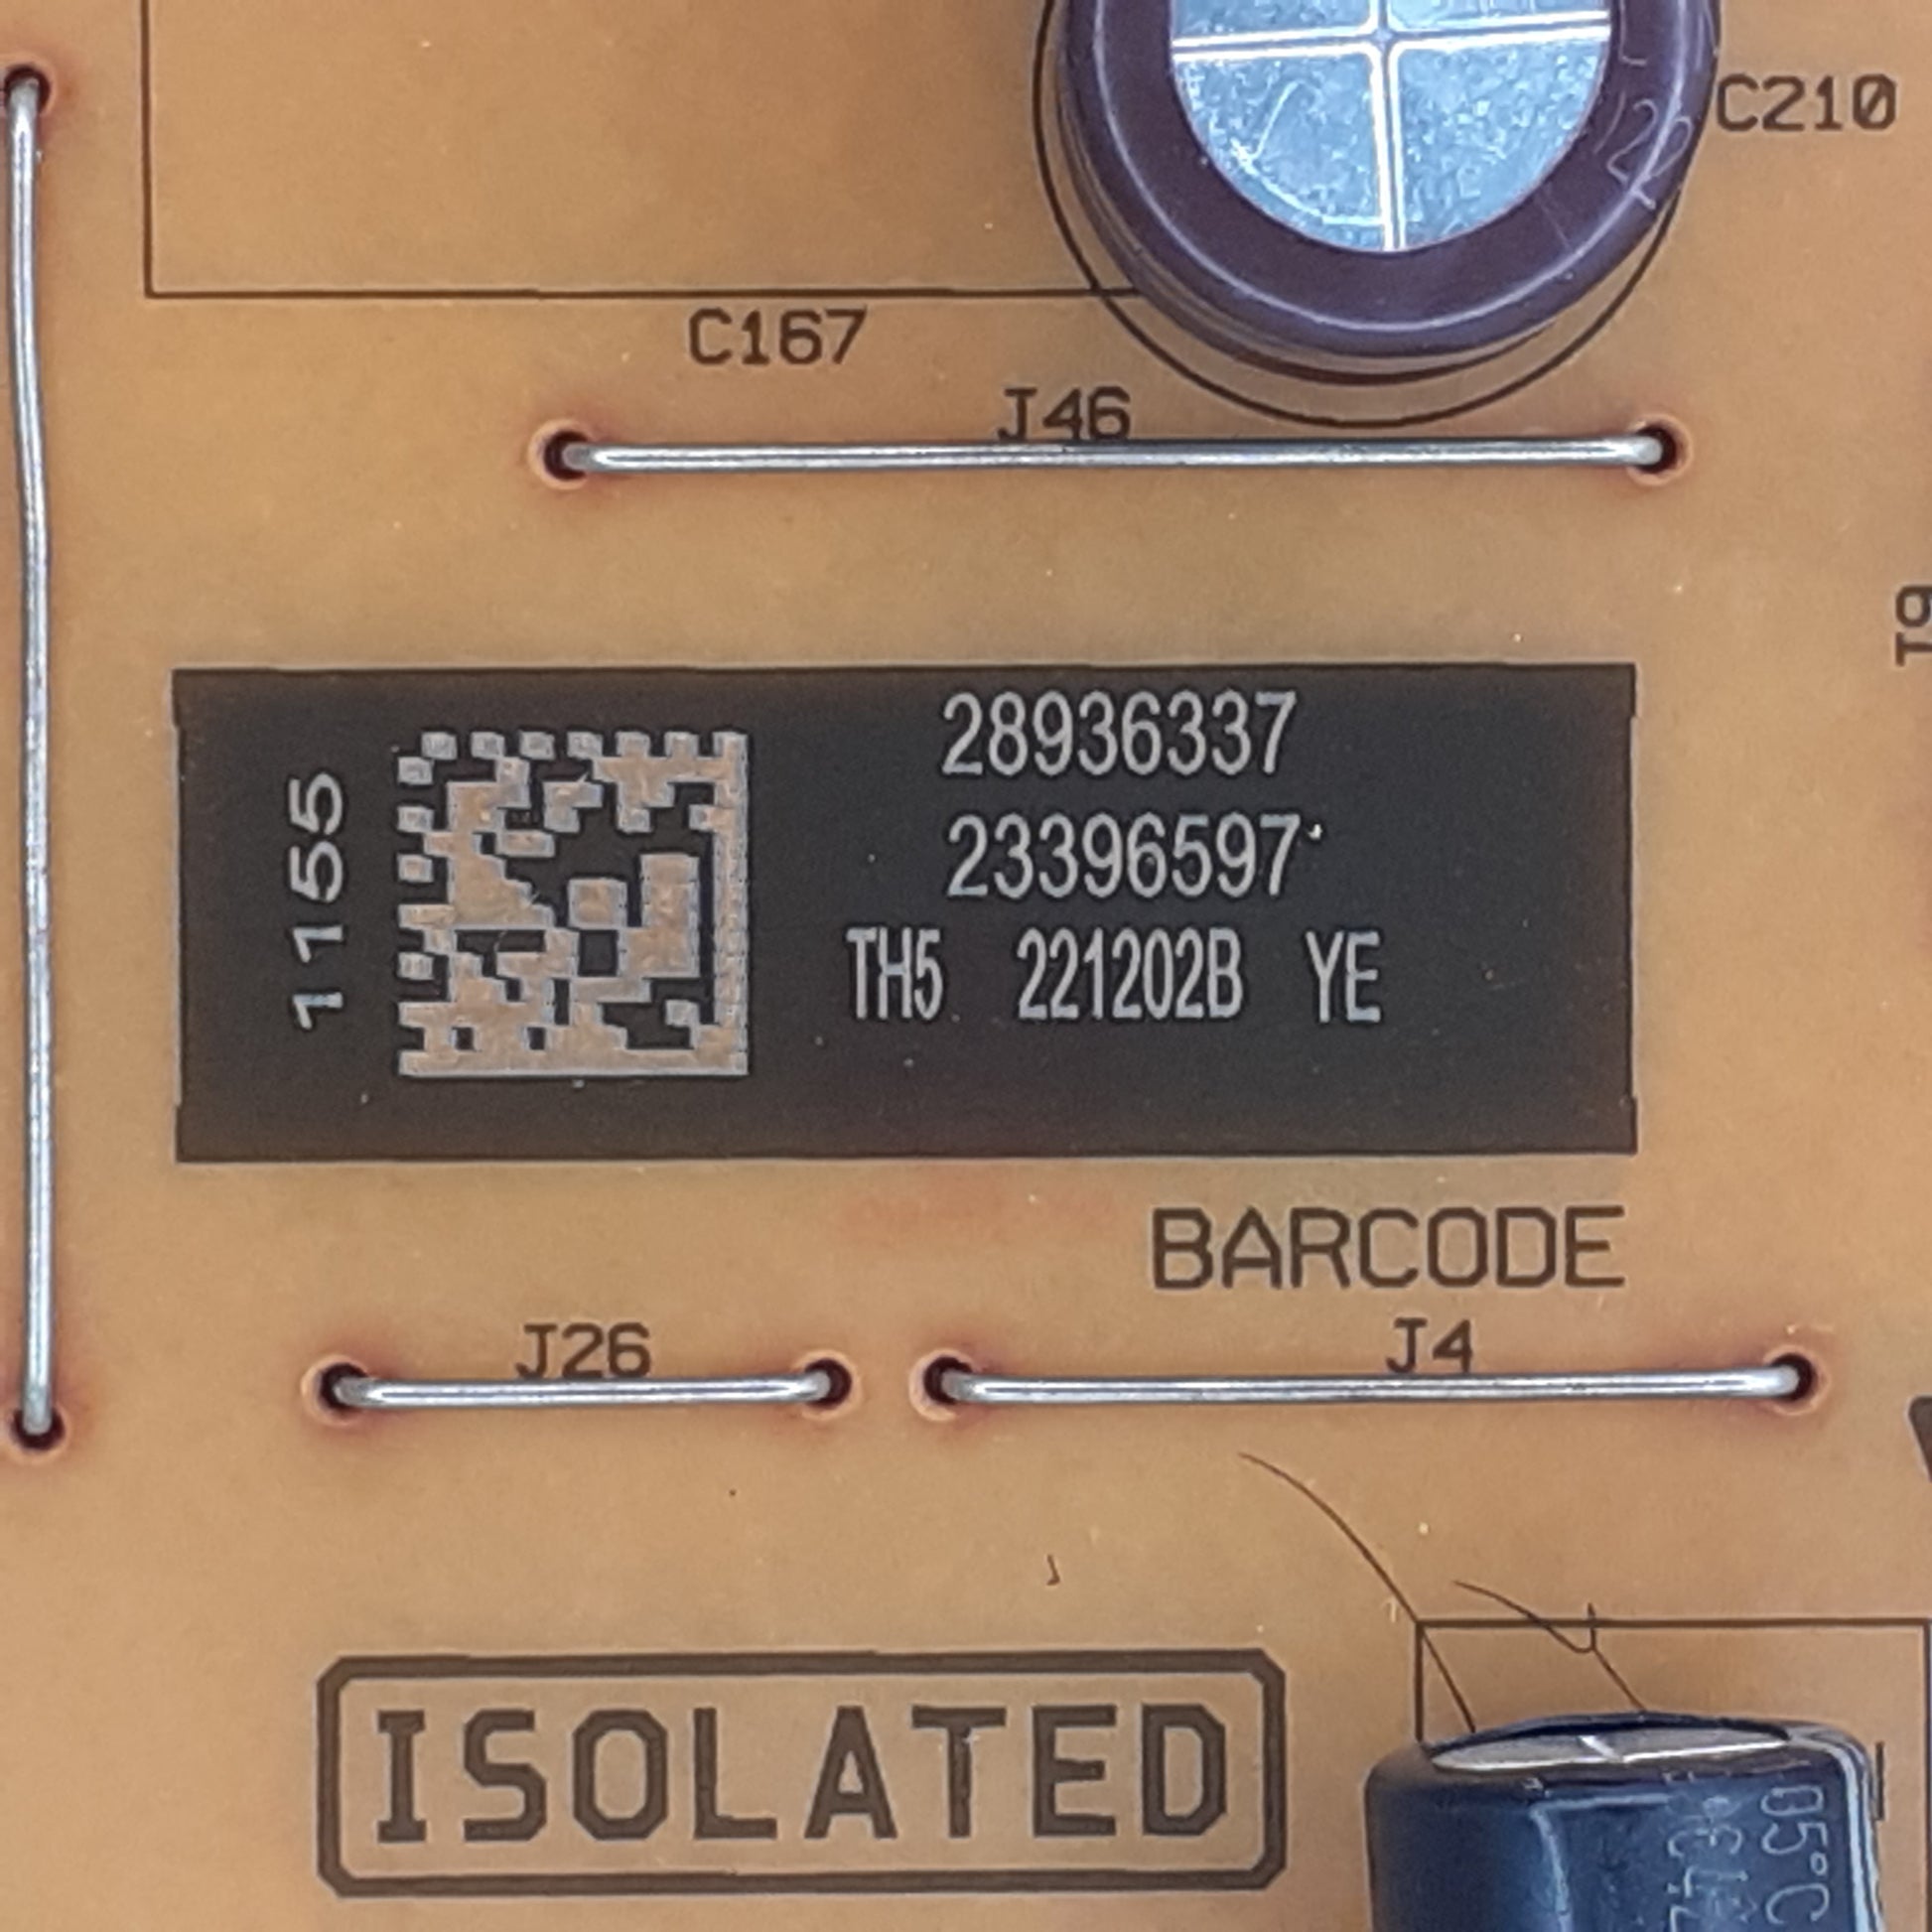 C210
C167
J46
1155
28936337
23396597
TH5 221202B YE
BARCODE
J26
J4
ISOLATED